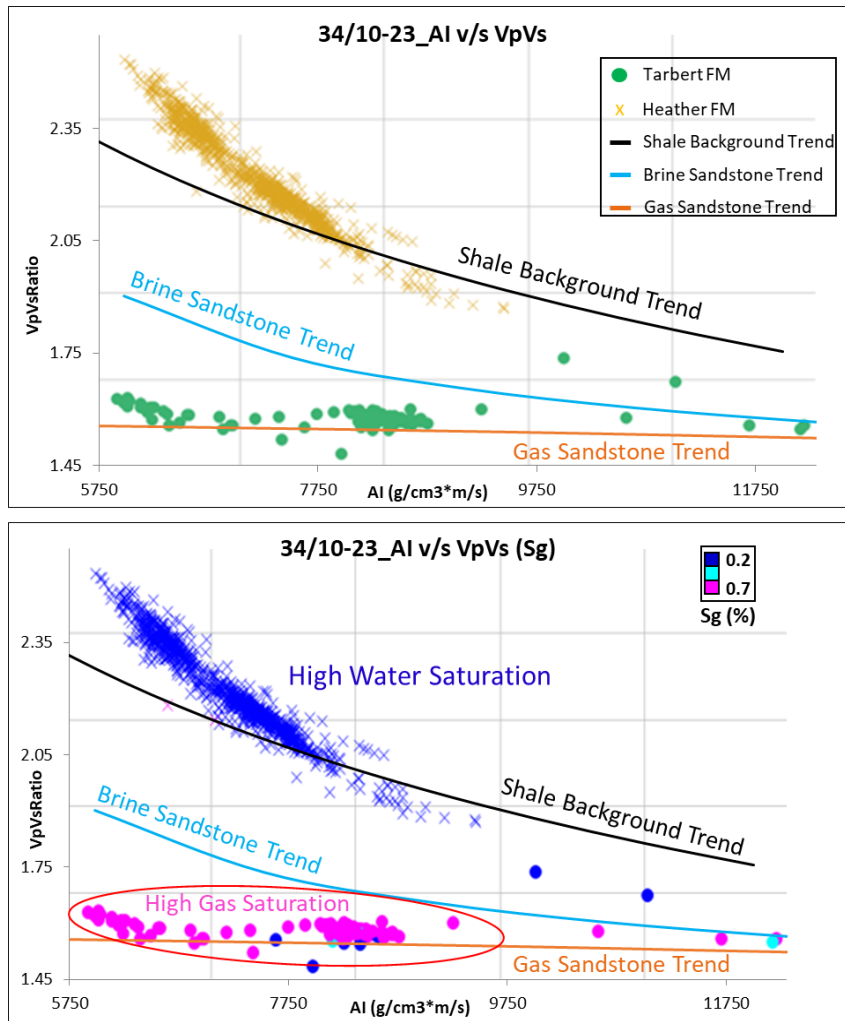 34/10-23_AI v/s VpVs
Tarbert FM
Heather FM
Shale Background Trend
Brine Sandstone Trend
Gas Sandstone Trend
2.35
2.05
1.75
1.45
VpVsRatio
Shale Background Trend
Brine Sandstone Trend
Gas Sandstone Trend
5750
7750
9750
11750
AI (g/cm3*m/s)
34/10-23_AI v/s VpVs (Sg)
0.2
0.7
Sg (%)
2.35
2.05
1.75
1.45
VpVsRatio
High Water Saturation
Shale Background Trend
Brine Sandstone Trend
High Gas Saturation
Gas Sandstone Trend
5750
7750
9750
11750
AI (g/cm3*m/s)